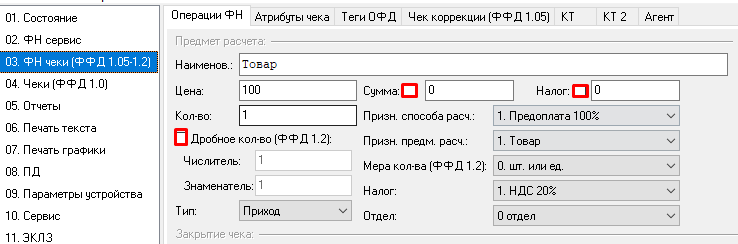 01. Состояние
02. ФН сервис
03. ФН чеки (ФФД 1.05-1.2)
04. Чеки (ФФД 1.0)
05. Отчеты
06. Печать текста
07. Печать графики
08. ПД
09. Параметры устройства
10. Сервис
11. ЭКЛЗ
Операции ФН Атрибуты чека Теги ОФД Чек коррекции (ФФД 1.05) КТ КТ 2 Агент
Предмет расчета:
Наименов.: Товар
Цена: 100 Сумма: 0 Налог: 0
Кол-во: 1 Призн. способа расч.: 1. Предоплата 100%
Дробное кол-во (ФФД 1.2): Призн. предм. расч.: 1. Товар
Числитель: 1 Мера кол-ва (ФФД 1.2): 0. шт. или ед.
Знаменатель: 1 Налог: 1. НДС 20%
Тип: Приход Отдел: 0 отдел
Закрытие чека: